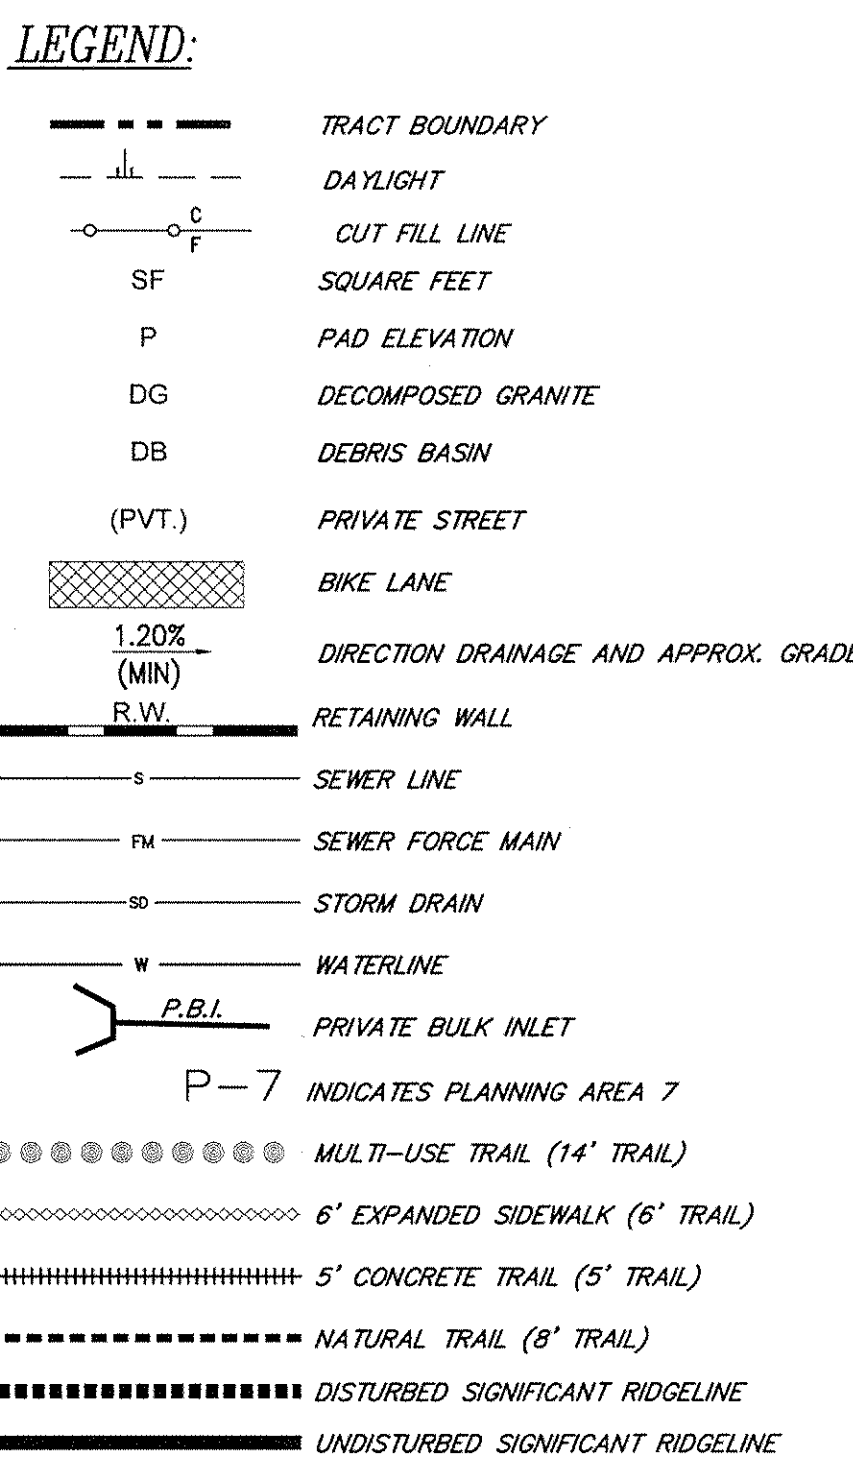 LEGEND:
TRACT BOUNDARY
DAYLIGHT
C
F
CUT FILL LINE
SF SQUARE FEET
P PAD ELEVATION
DG DECOMPOSED GRANITE
DB DEBRIS BASIN
(PVT.) PRIVATE STREET
BIKE LANE
1.20%
(MIN)
DIRECTION DRAINAGE AND APPROX. GRADE
R.W. RETAINING WALL
S SEWER LINE
FM SEWER FORCE MAIN
SD STORM DRAIN
W WATERLINE
P.B.I. PRIVATE BULK INLET
P-7 INDICATES PLANNING AREA 7
MULTI-USE TRAIL (14' TRAIL)
6' EXPANDED SIDEWALK (6' TRAIL)
5' CONCRETE TRAIL (5' TRAIL)
NATURAL TRAIL (8' TRAIL)
DISTURBED SIGNIFICANT RIDGELINE
UNDISTURBED SIGNIFICANT RIDGELINE